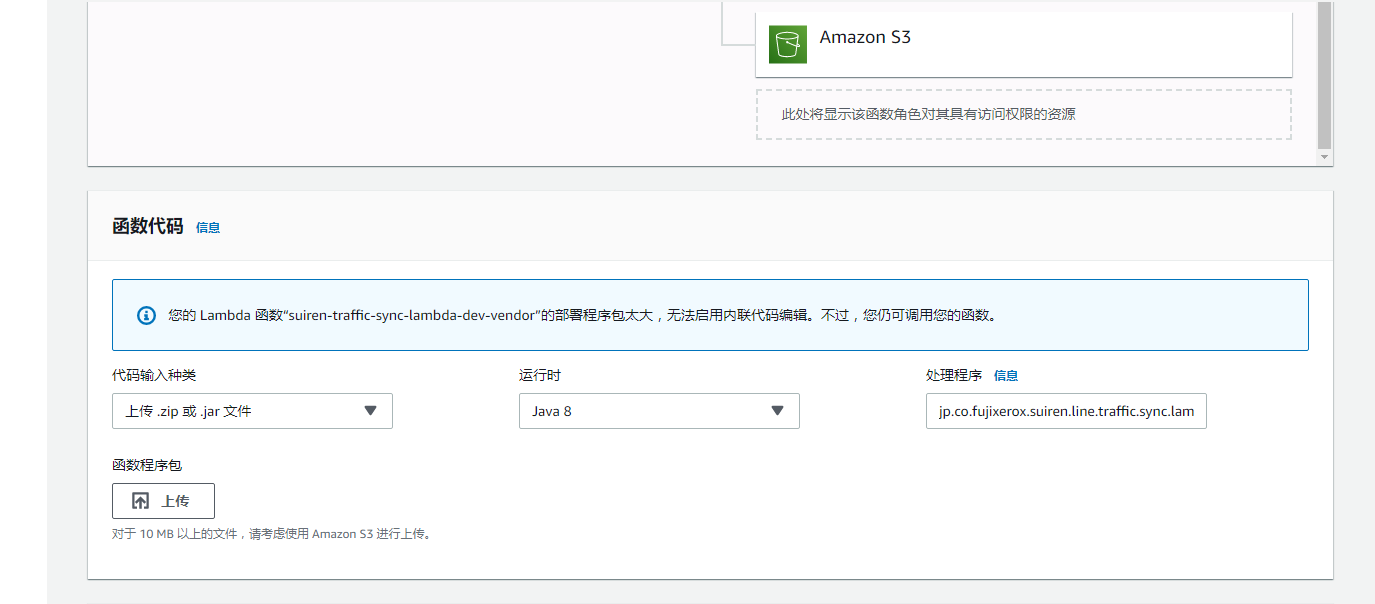 Amazon S3
此处将显示该函数角色对其具有访问权限的资源
函数代码 信息
您的 Lambda 函数“suiren-traffic-sync-lambda-dev-vendor”的部署程序包太大，无法启用内联代码编辑。不过，您仍可调用您的函数。
代码输入种类 运行时 处理程序 信息
上传 .zip 或 .jar 文件 Java 8 jp.co.fujixerox.suiren.line.traffic.sync.lam
函数程序包
上传
对于 10 MB 以上的文件，请考虑使用 Amazon S3 进行上传。